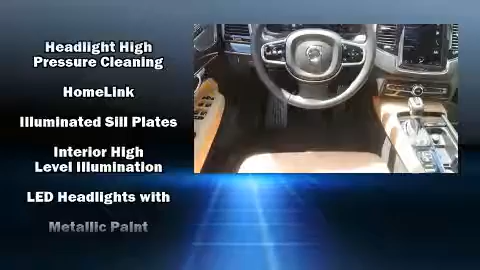 Headlight High
Pressure Cleaning
HomeLink
Illuminated Sill Plates
Interior High
Level Illumination
LED Headlights with
Metallic Paint